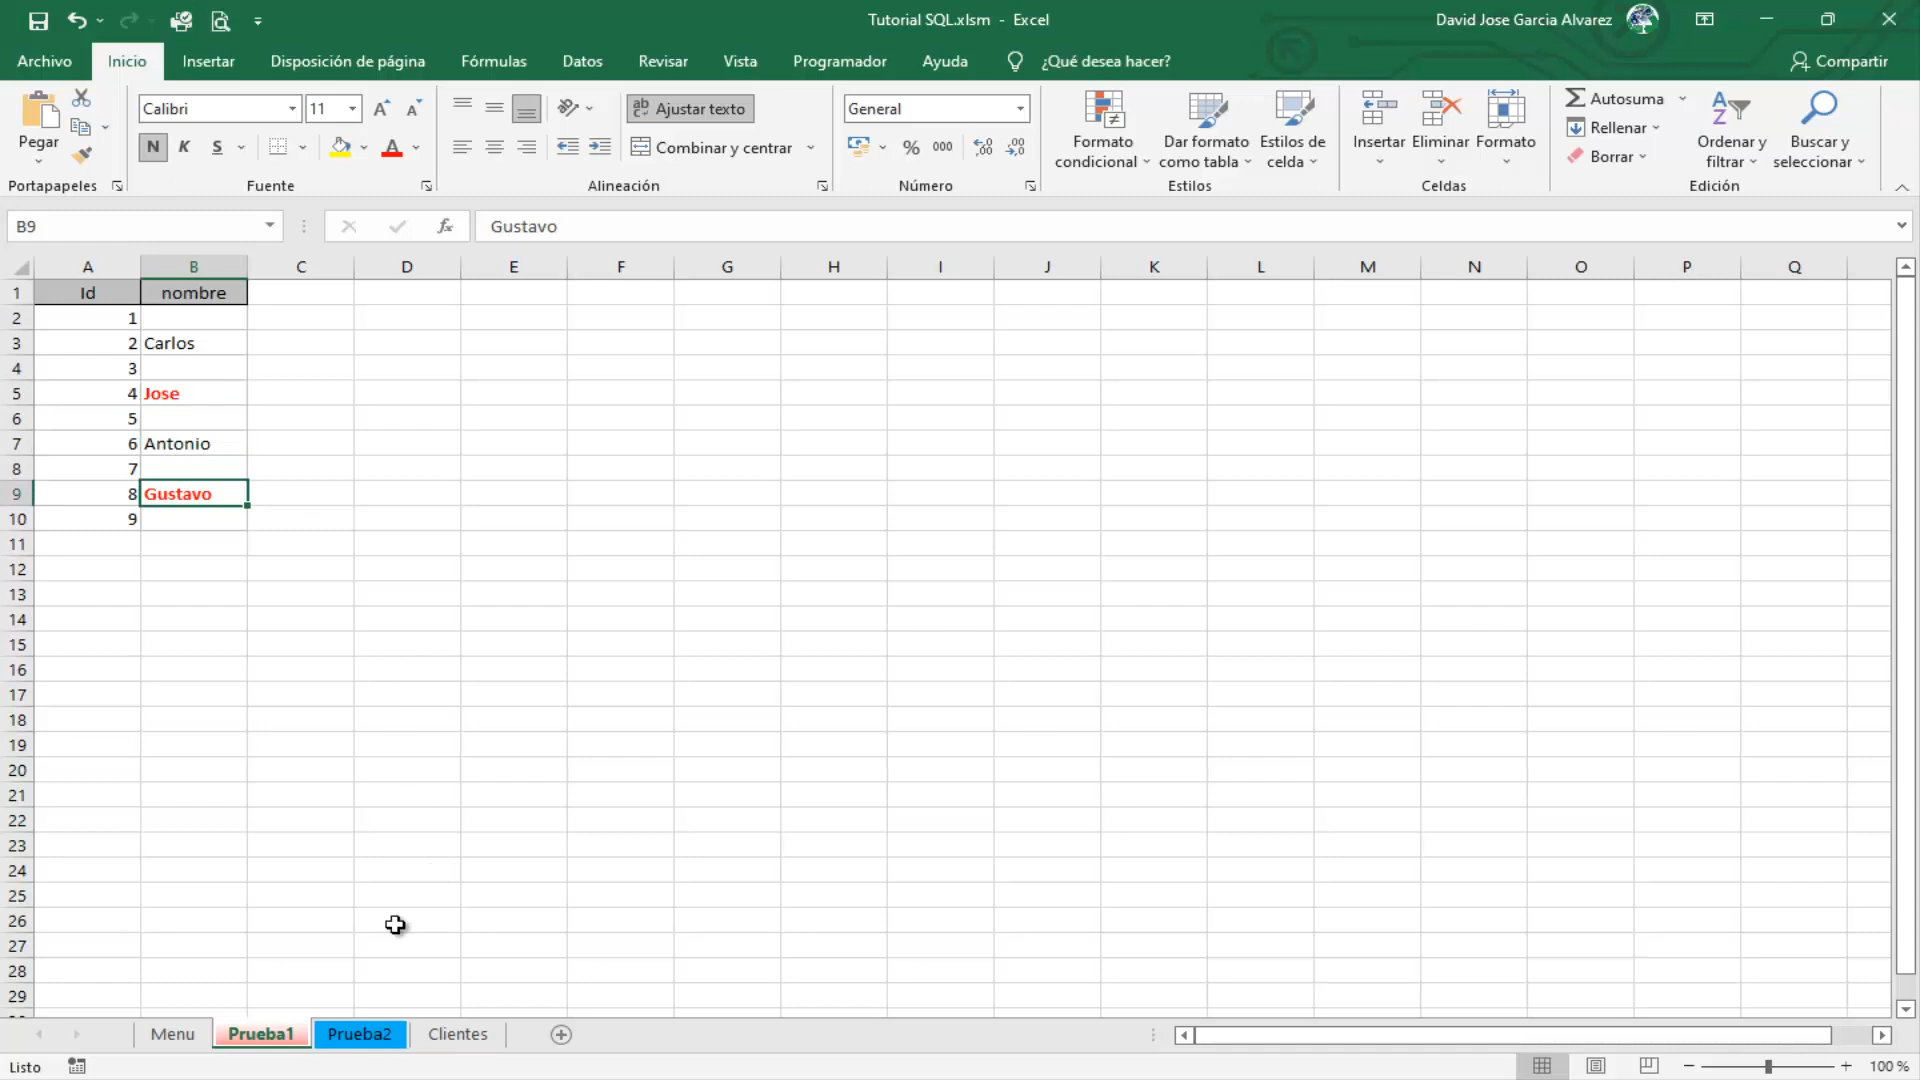 Tutorial SQL.xlsm - Excel
David Jose Garcia Alvarez
Archivo Inicio Insertar Disposición de página Fórmulas Datos Revisar Vista Programador Ayuda ¿Qué desea hacer? Compartir
Pegar
Portapapeles
Calibri 11
N K S A
Fuente
Ajustar texto
Combinar y centrar
Alineación
General
% 000
Número
Formato condicional
Dar formato como tabla
Estilos de celda
Estilos
Insertar Eliminar Formato
Celdas
Autosuma
Rellenar
Borrar
Ordenar y filtrar
Buscar y seleccionar
Edición
B9 fx Gustavo
A B C D E F G H I J K L M N O P Q
1 Id nombre
2 1
3 2 Carlos
4 3
5 4 Jose
6 5
7 6 Antonio
8 7
9 8 Gustavo
10 9
11
12
13
14
15
16
17
18
19
20
21
22
23
24
25
26
27
28
29
Menu Prueba1 Prueba2 Clientes
Listo 100 %